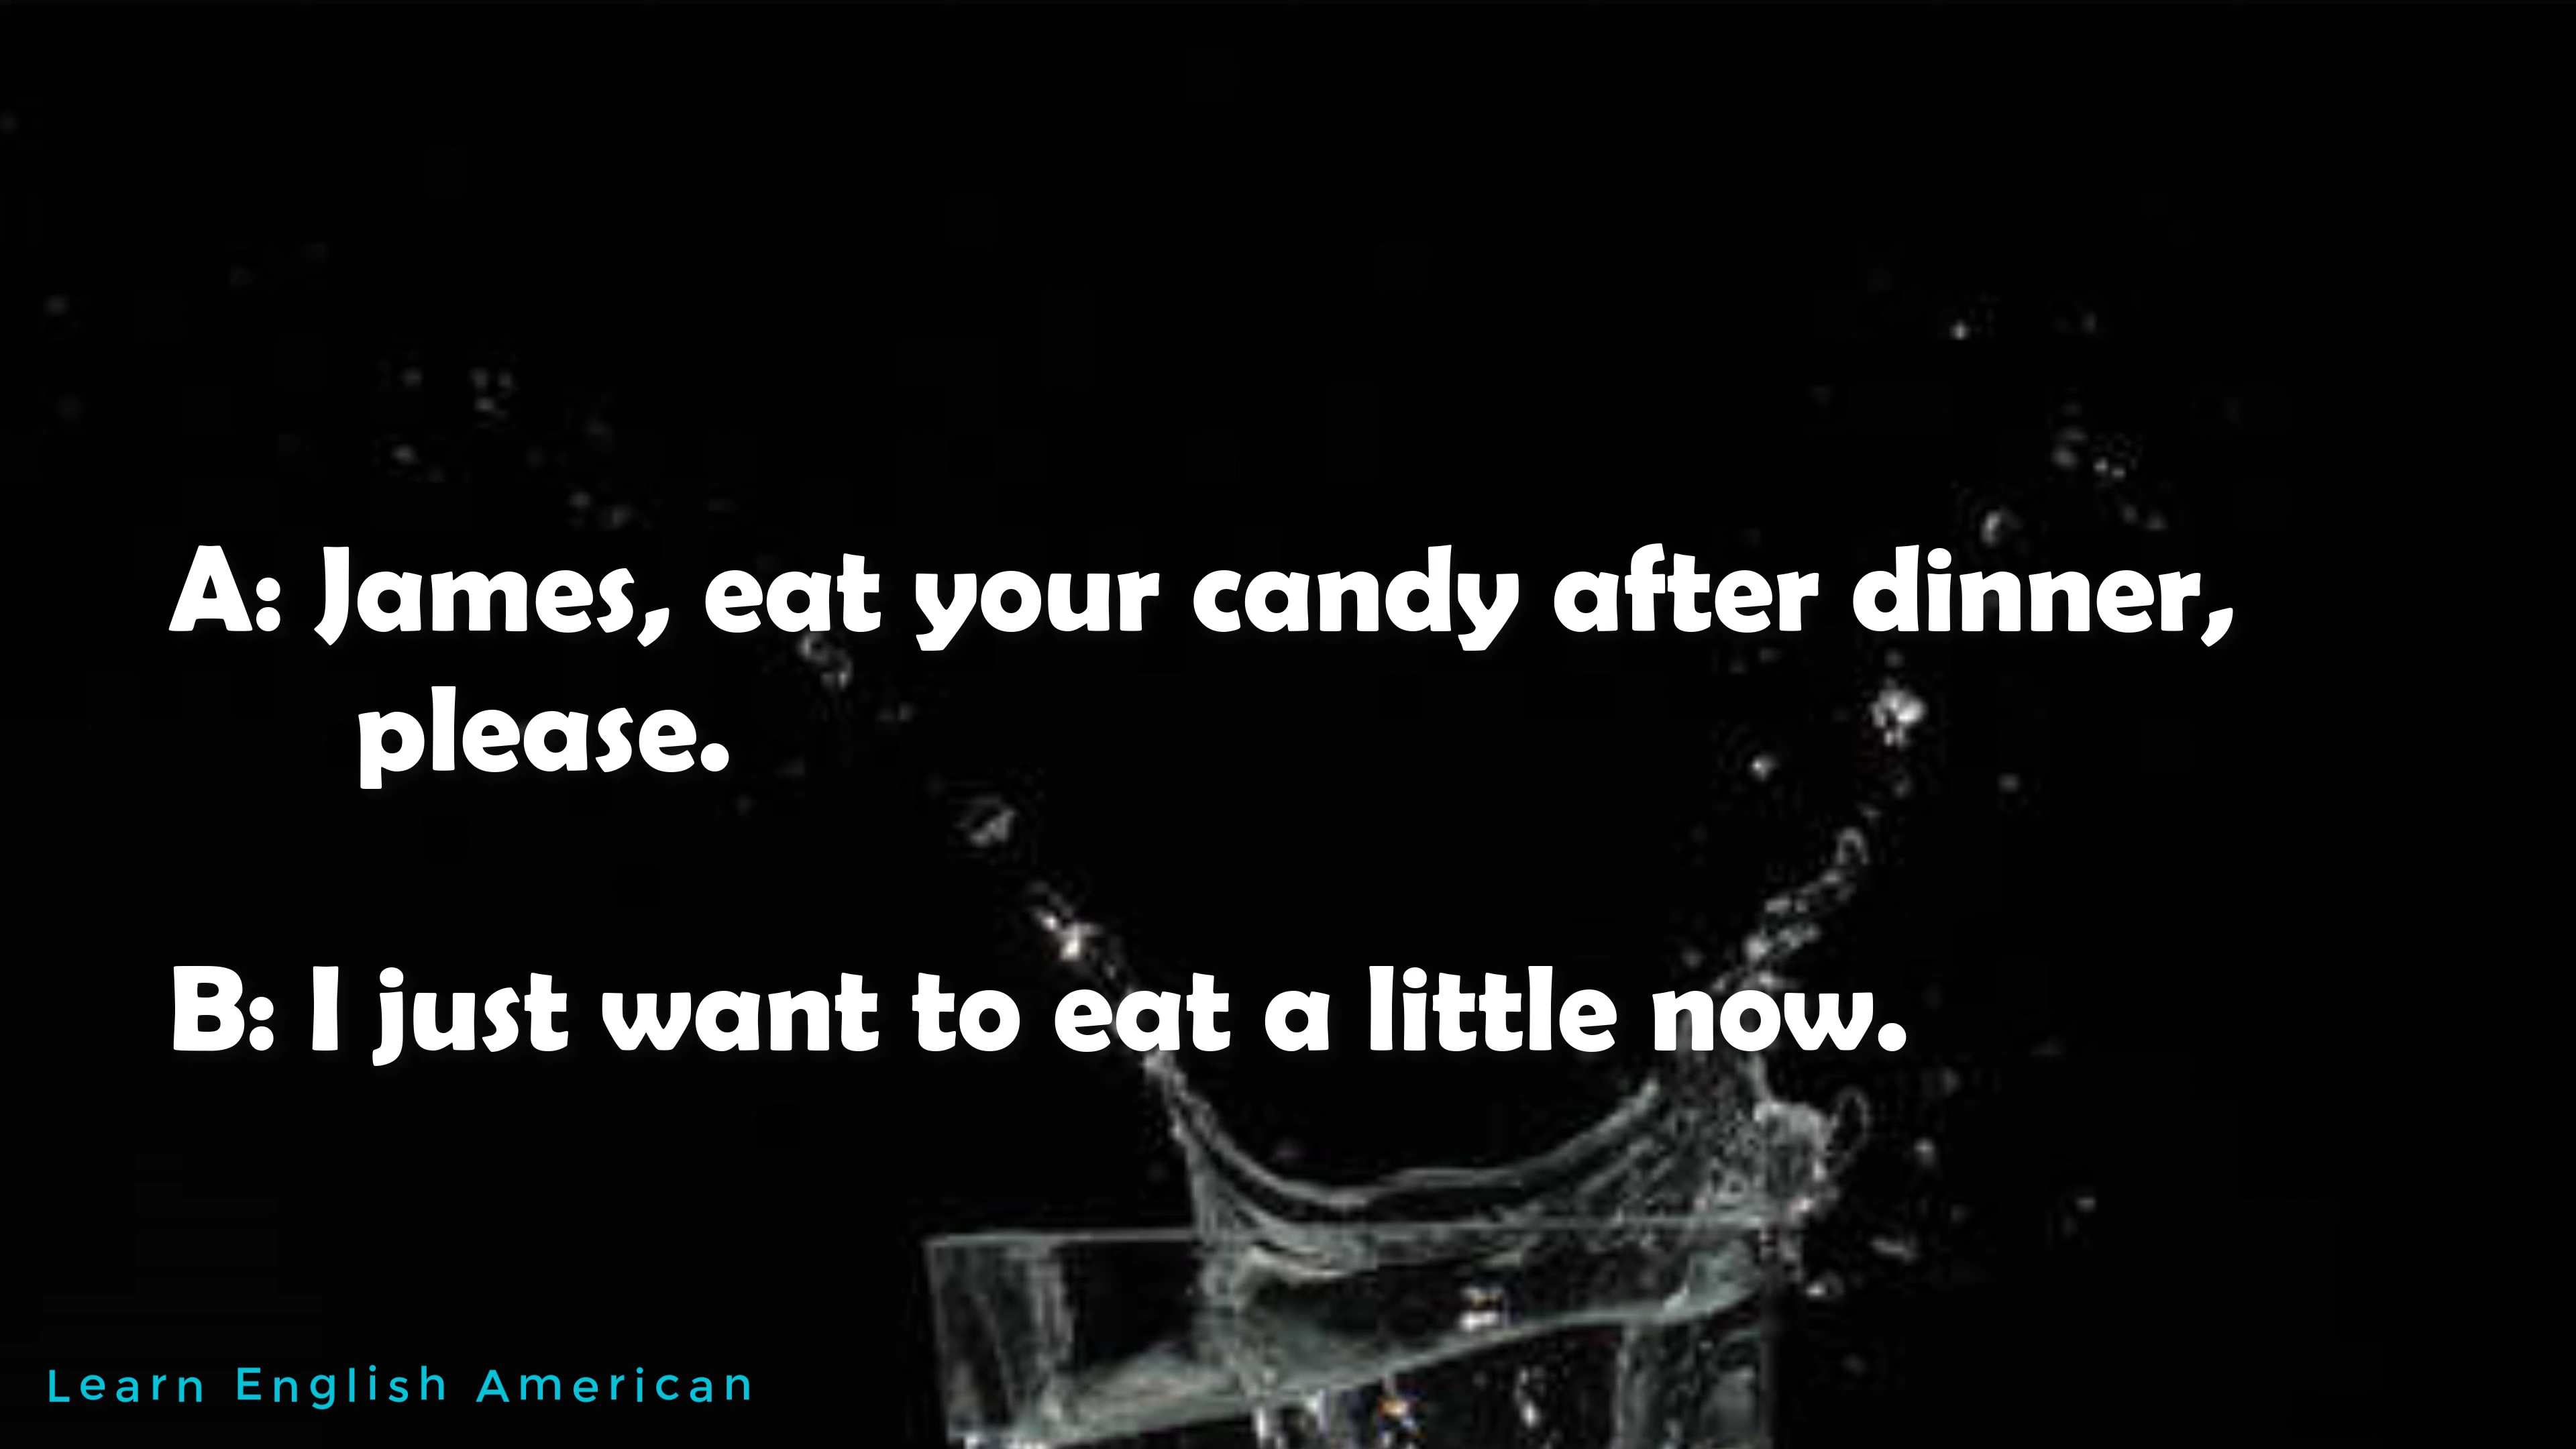 A: James, eat your candy after dinner,
please.
B: I just want to eat a little now.
Learn English American